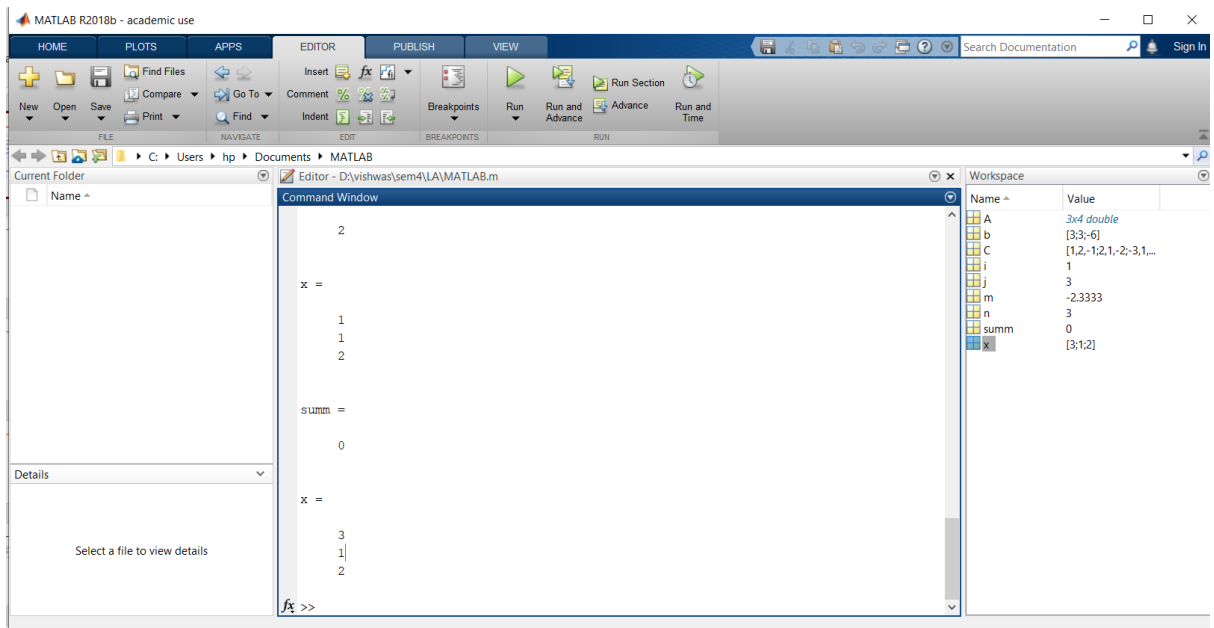 MATLAB R2018b - academic use
HOME PLOTS APPS EDITOR PUBLISH VIEW Search Documentation Sign In
New Open Save Find Files Compare Print
FILE
Go To Find
NAVIGATE
Insert fx
Comment %
Indent
EDIT
Breakpoints
BREAKPOINTS
Run Run and Advance Run Section Advance Run and Time
RUN
C: Users hp Documents MATLAB
Current Folder
Name
Details
Select a file to view details
Editor - D:\vishwas\sem4\LA\MATLAB.m
Command Window
2
x =
1
1
2
summ =
0
x =
3
1
2
fx >>
Workspace
Name Value
A 3x4 double
b [3;3;-6]
C [1,2,-1;2,1,-2;-3,1,...
i 1
j 3
m -2.3333
n 3
summ 0
x [3;1;2]